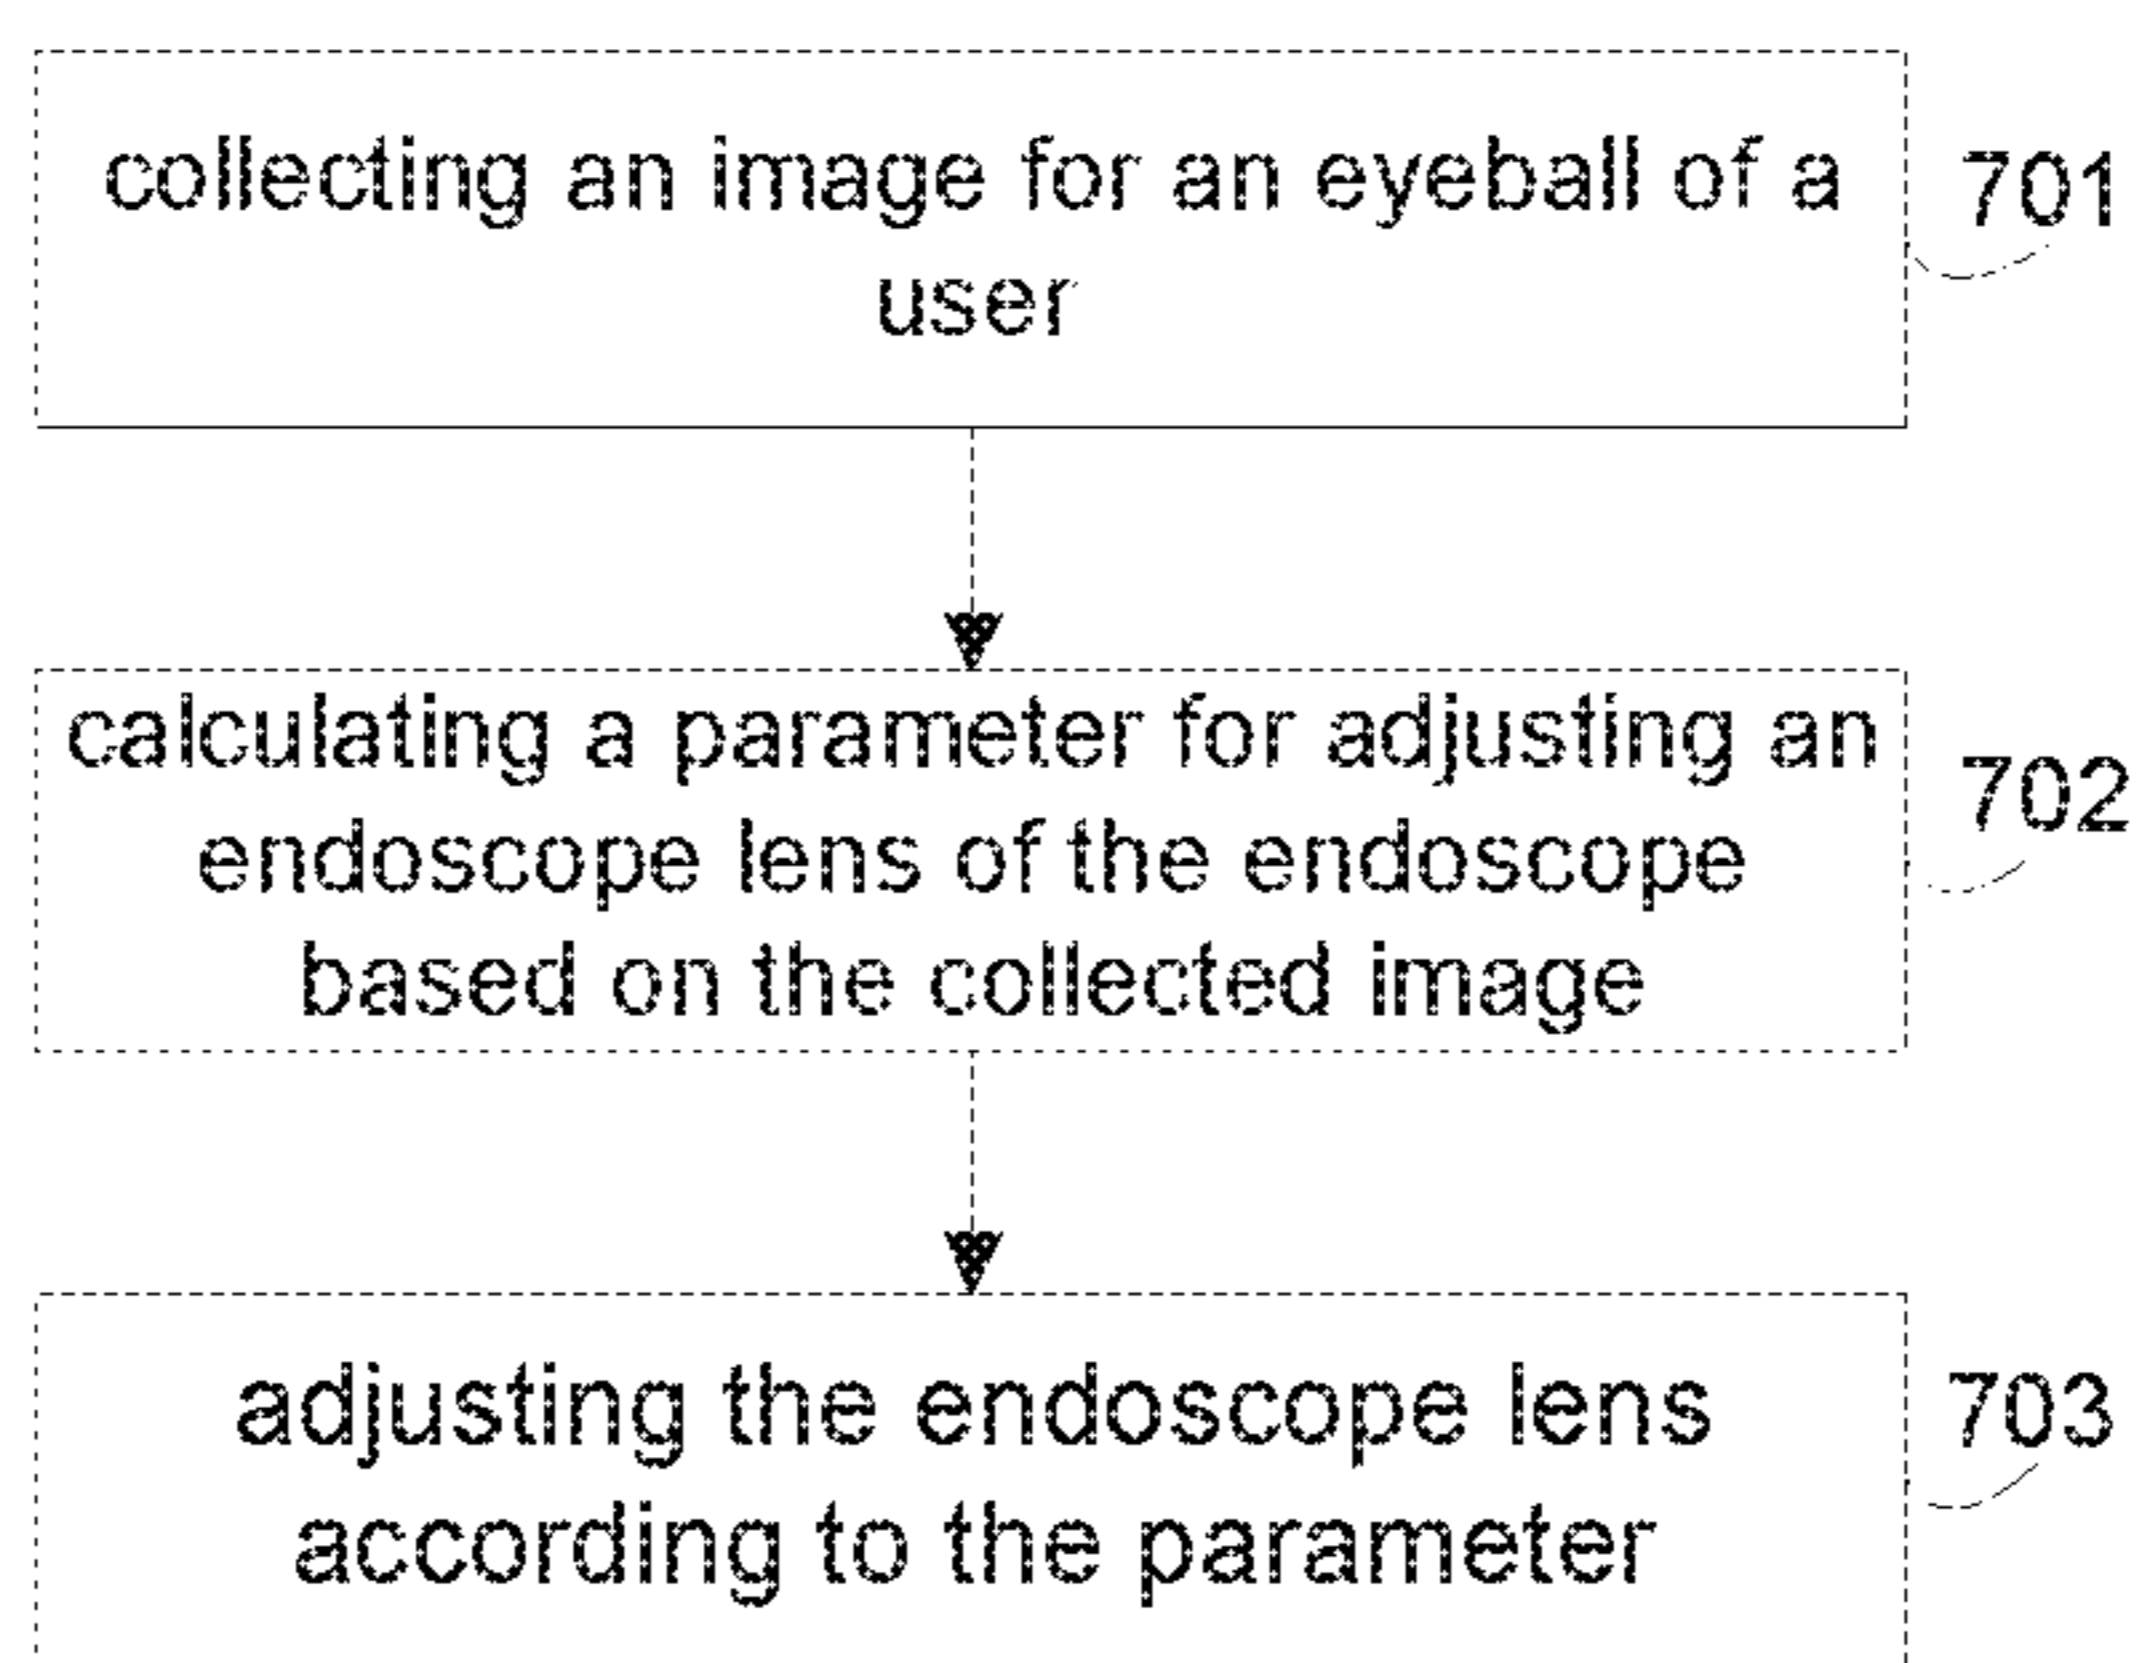 collecting an image for an eyeball of a
user
701
calculating a parameter for adjusting an
endoscope lens of the endoscope
based on the collected image
702
adjusting the endoscope lens
according to the parameter
703